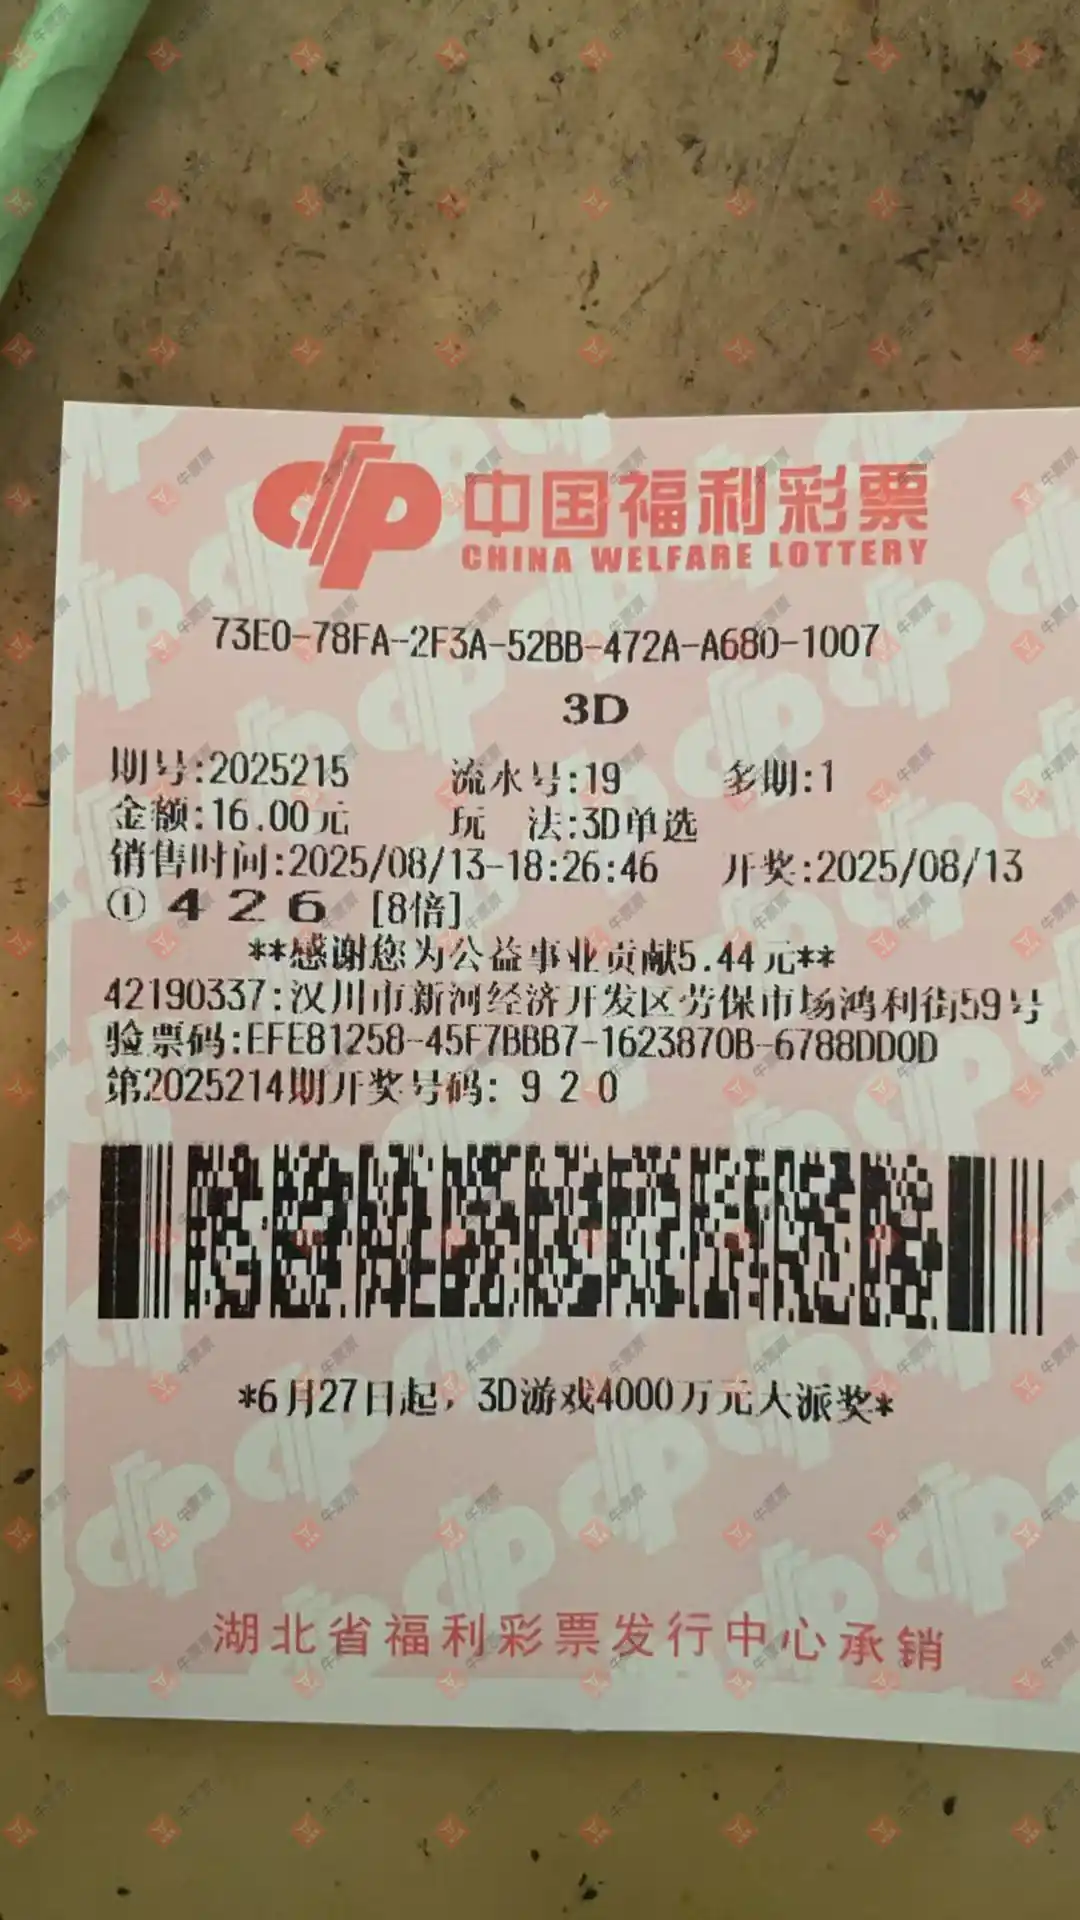 中国福利彩票
CHINA WELFARE LOTTERY
73E0-78FA-2F3A-52BB-472A-A680-1007
3D
期号:2025215 流水号:19 多期:1
金额:16.00元 玩 法:3D单选
销售时间:2025/08/13-18:26:46 开奖:2025/08/13
① 4 2 6 [8倍]
**感谢您为公益事业贡献5.44元**
42190337:汉川市新河经济开发区劳保市场鸿利街59号
验票码:EFE81258-45F7BBB7-1623870B-6788DD0D
第2025214期开奖号码: 9 2 0
*6月27日起，3D游戏4000万元大派奖*
湖北省福利彩票发行中心承销